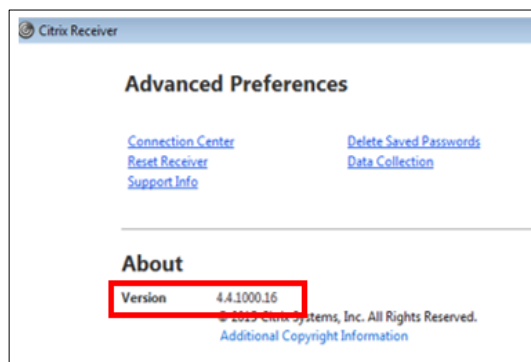 Citrix Receiver
Advanced Preferences
Connection Center Delete Saved Passwords
Reset Receiver Data Collection
Support Info
About
Version 4.4.1000.16
© 2015 Citrix Systems, Inc. All Rights Reserved.
Additional Copyright Information